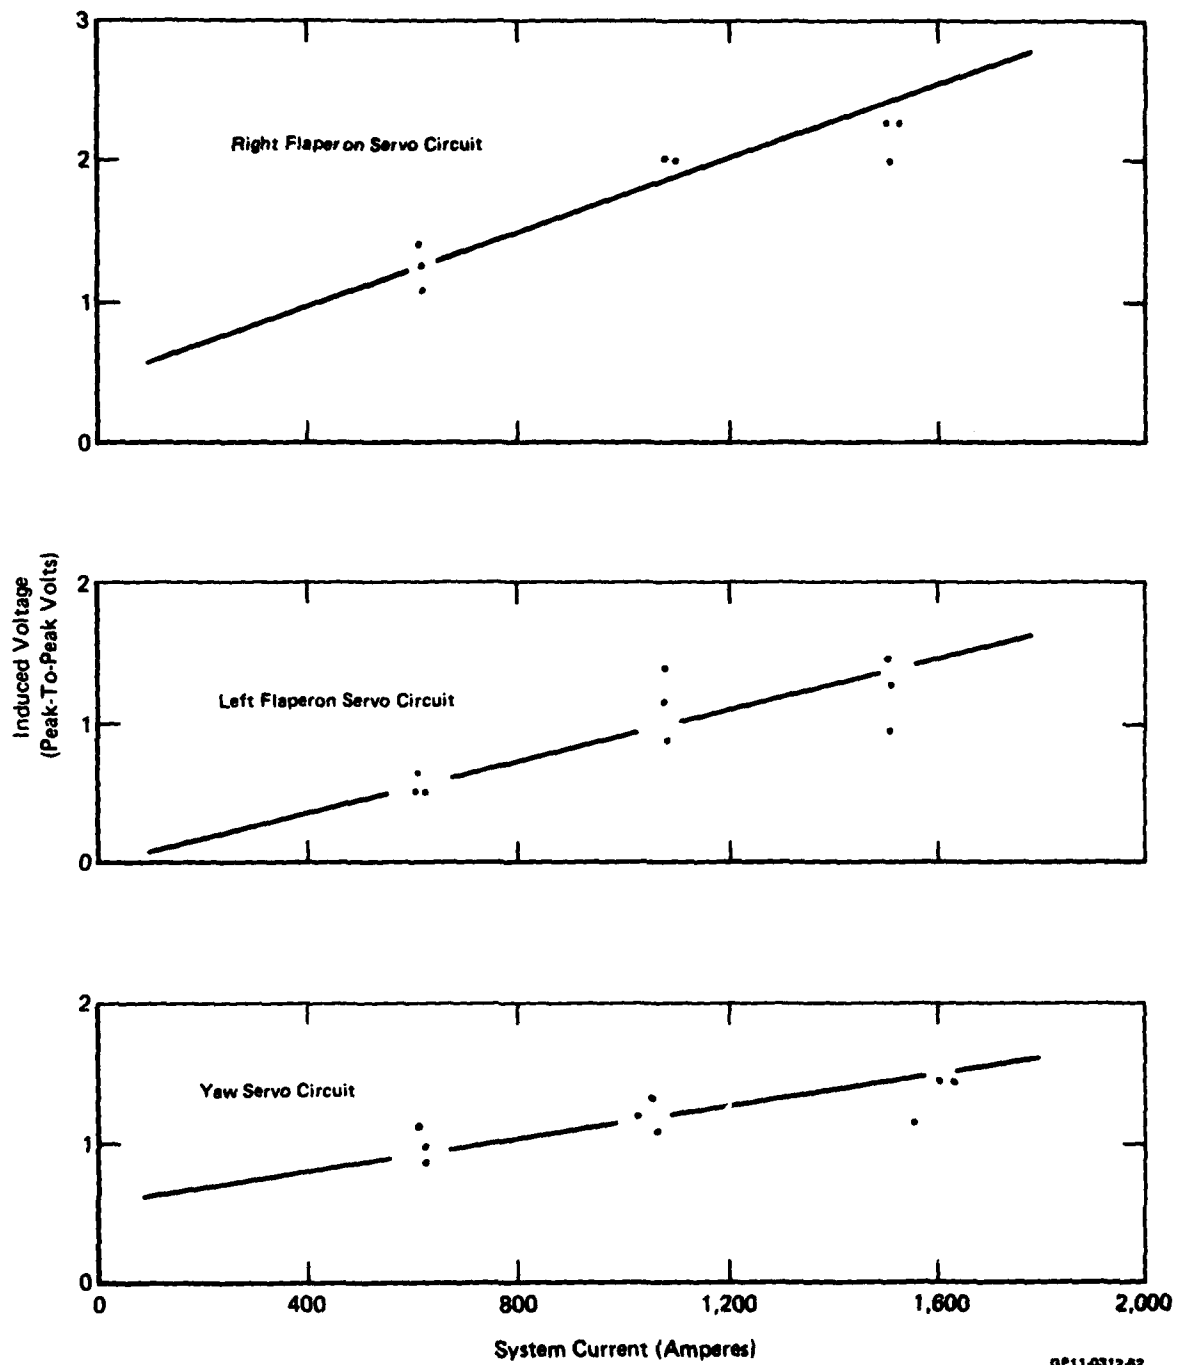 3
Right Flaperon Servo Circuit
2
1
0
Induced Voltage
(Peak-To-Peak Volts)
2
Left Flaperon Servo Circuit
1
0
2
Yaw Servo Circuit
1
0
0 400 800 1,200 1,600 2,000
System Current (Amperes)